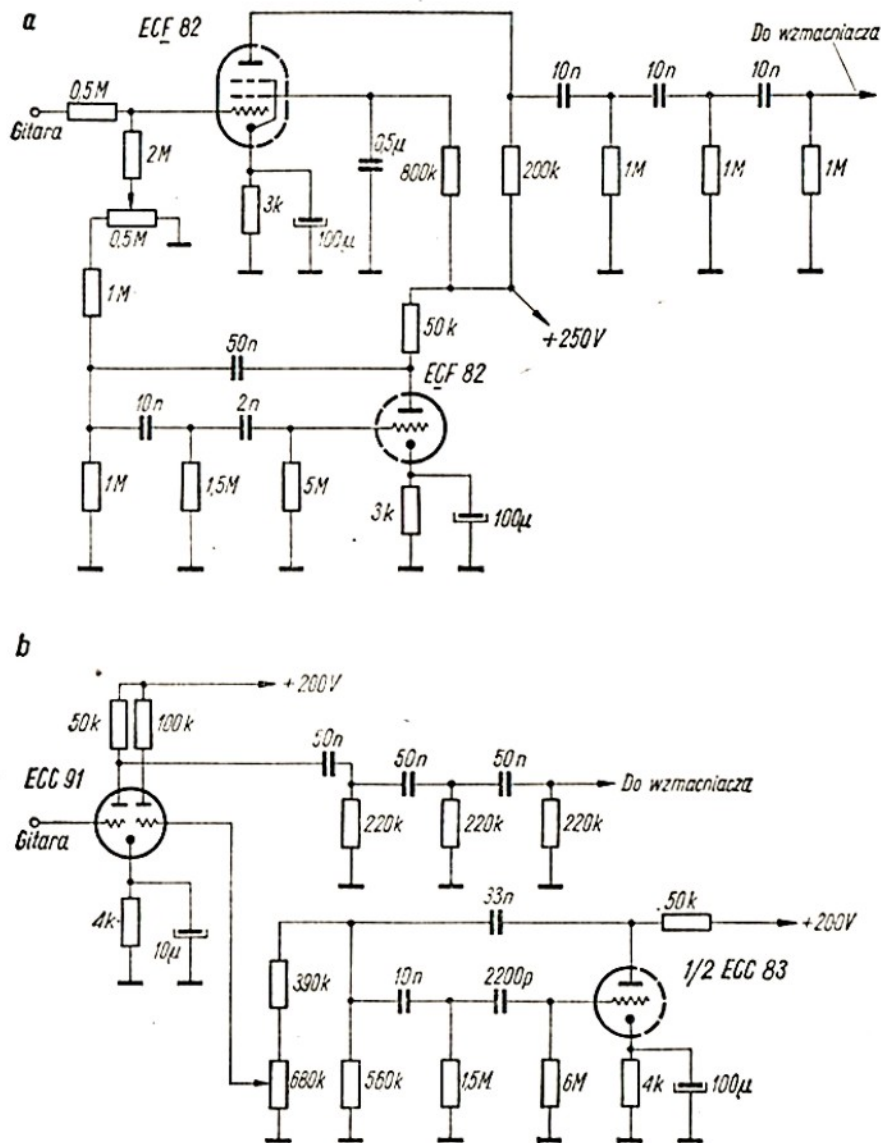 a
ECF 82
Do wzmacniacza
10n
10n
10n
0,5M
Gitara
2M
0,5µ
800k
200k
1M
1M
1M
3k
100µ
0,5M
1M
50k
+250V
50n
ECF 82
10n
2n
1M
1,5M
5M
3k
100µ
b
+200V
50k
100k
50n
50n
50n
Do wzmacniacza
ECC 91
Gitara
220k
220k
220k
4k
10µ
33n
50k
+200V
390k
10n
2200p
1/2 ECC 83
680k
560k
1,5M
6M
4k
100µ